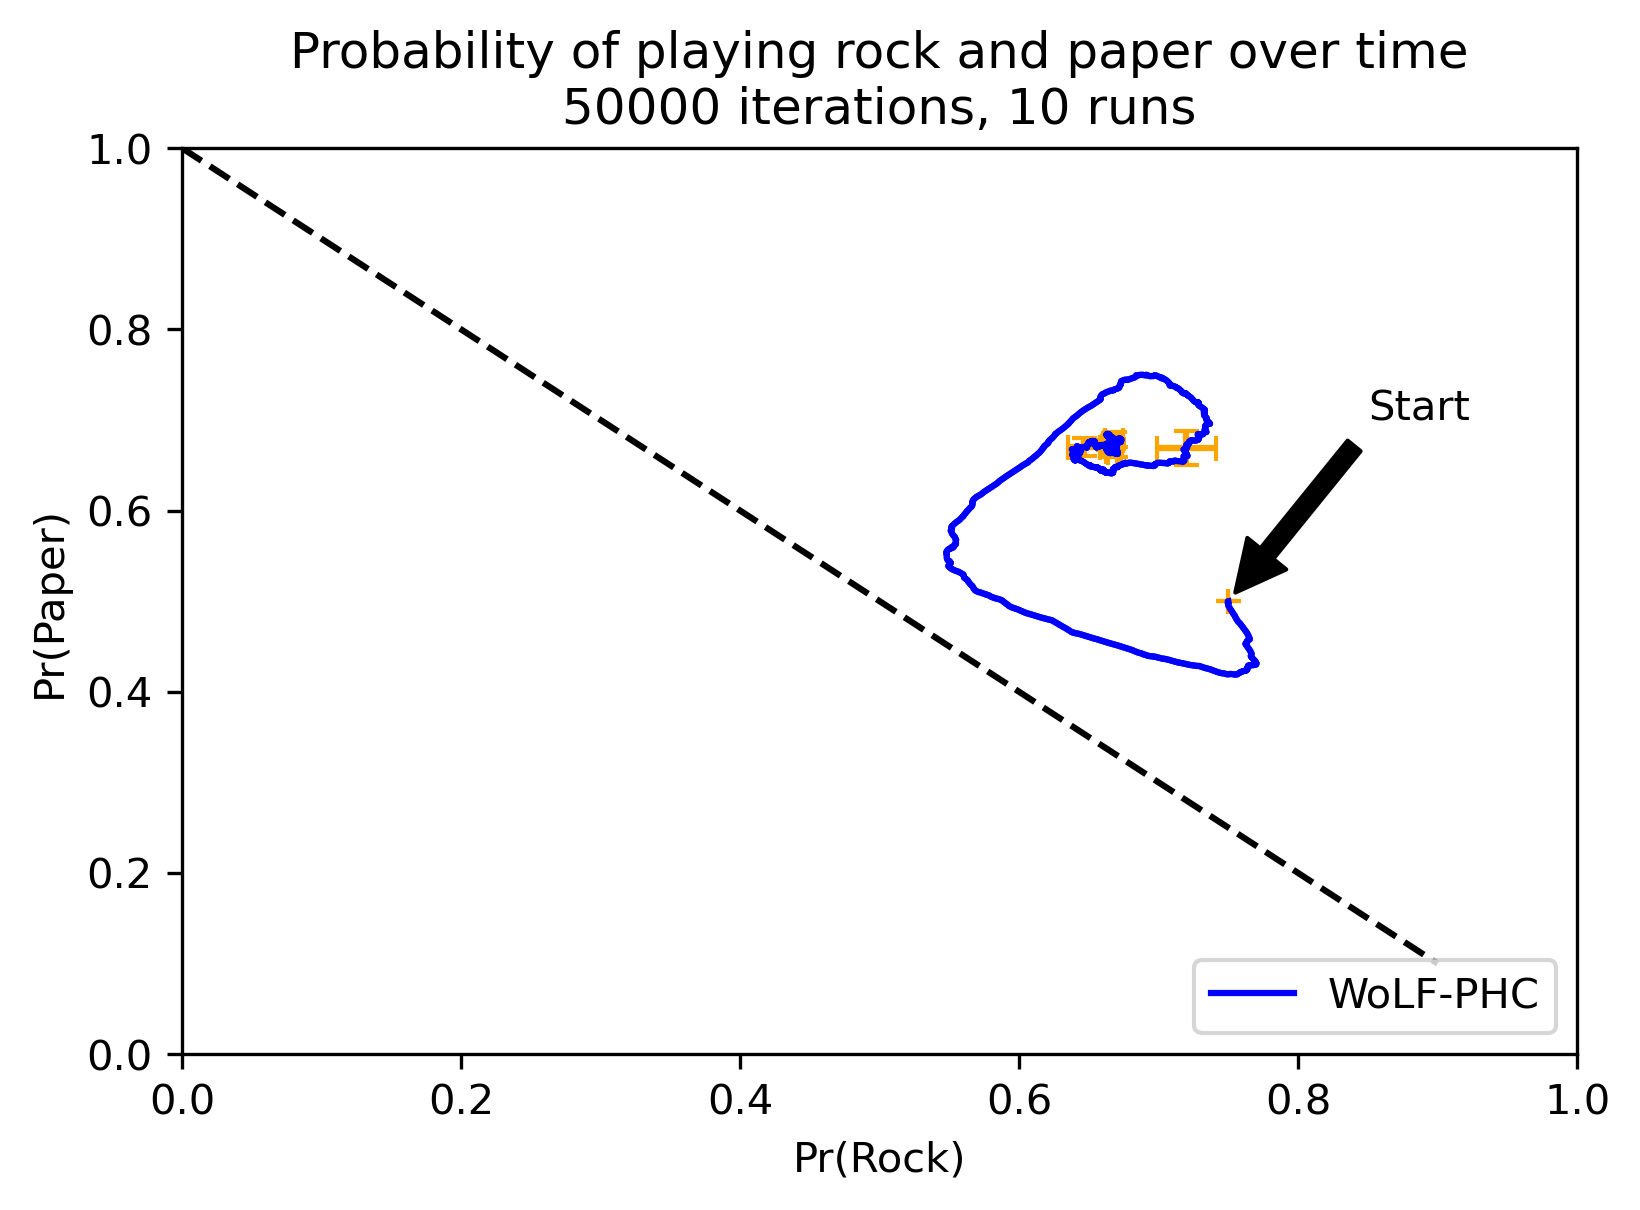 Probability of playing rock and paper over time
50000 iterations, 10 runs
1.0
0.8
0.6
0.4
0.2
0.0
Pr(Paper)
Start
WoLF-PHC
0.0 0.2 0.4 0.6 0.8 1.0
Pr(Rock)